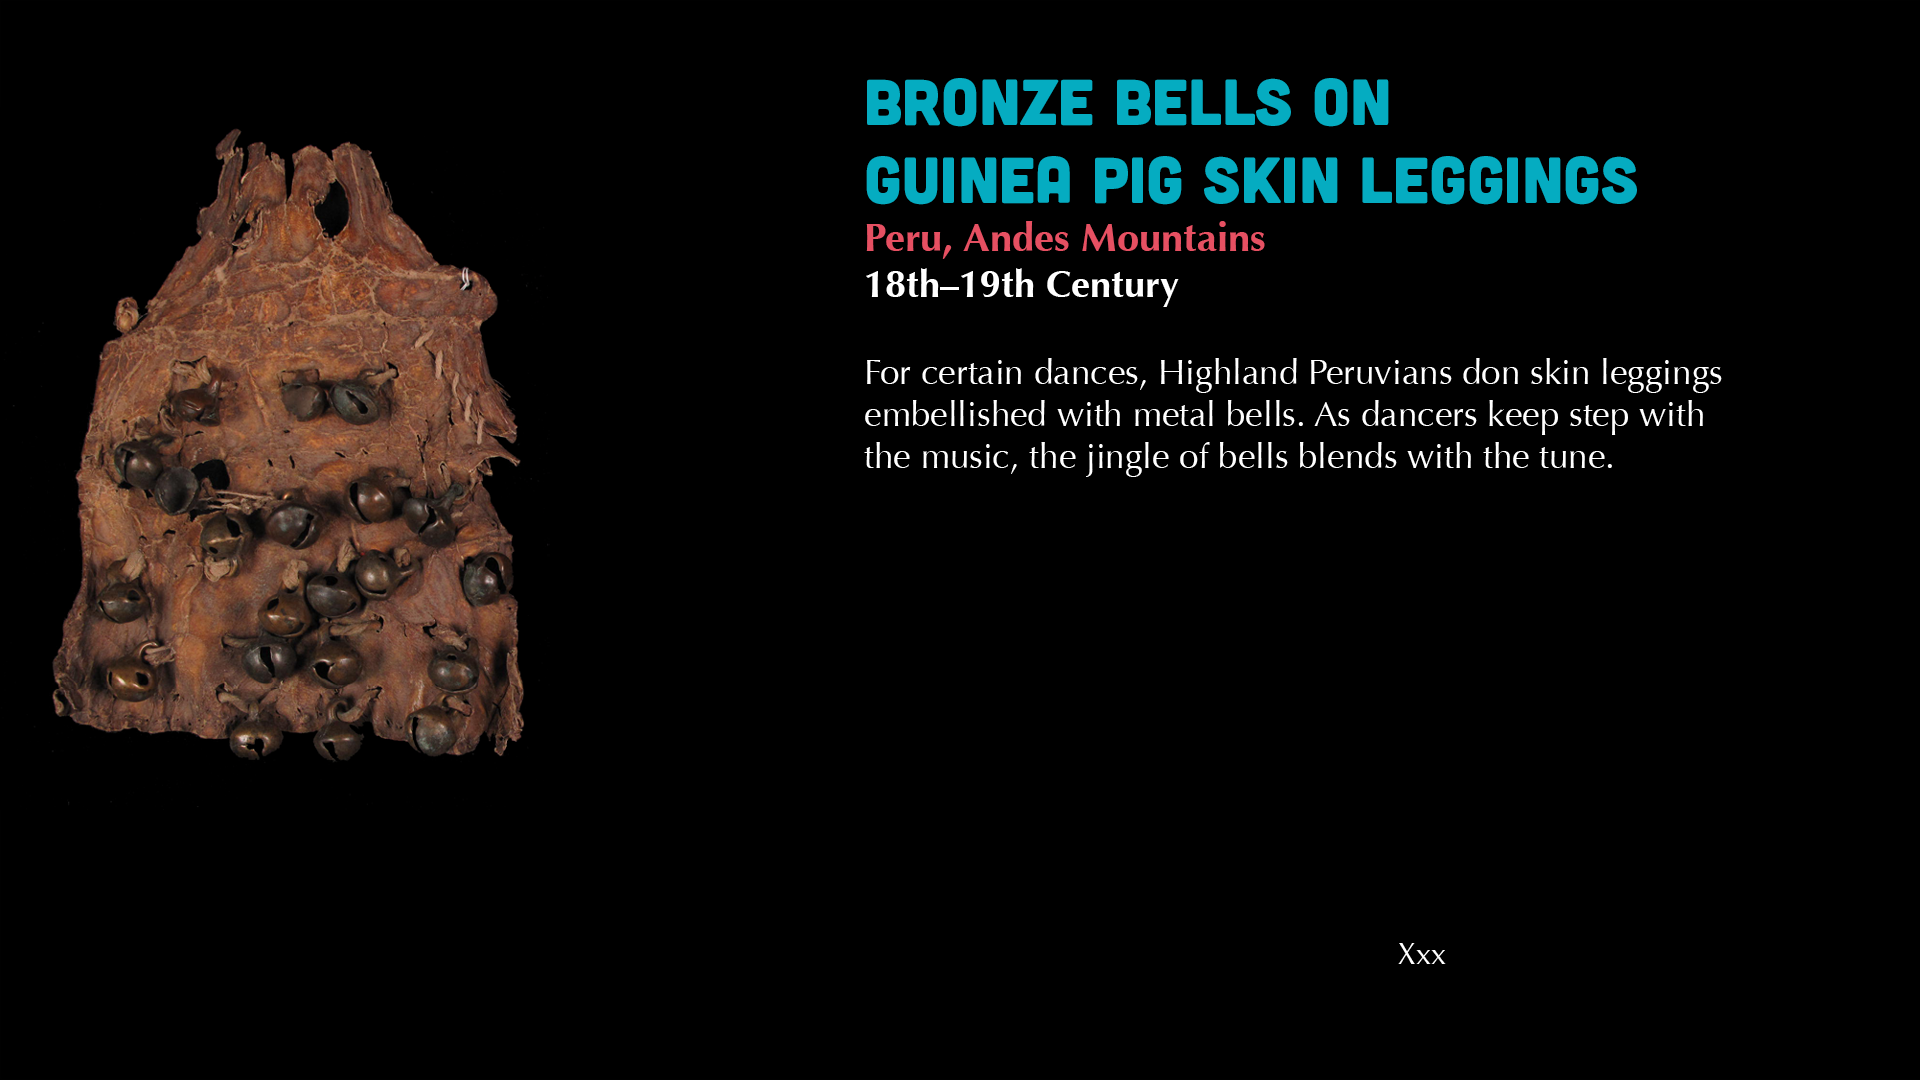 BRONZE BELLS ON
GUINEA PIG SKIN LEGGINGS
Peru, Andes Mountains
18th–19th Century
For certain dances, Highland Peruvians don skin leggings
embellished with metal bells. As dancers keep step with
the music, the jingle of bells blends with the tune.
Xxx